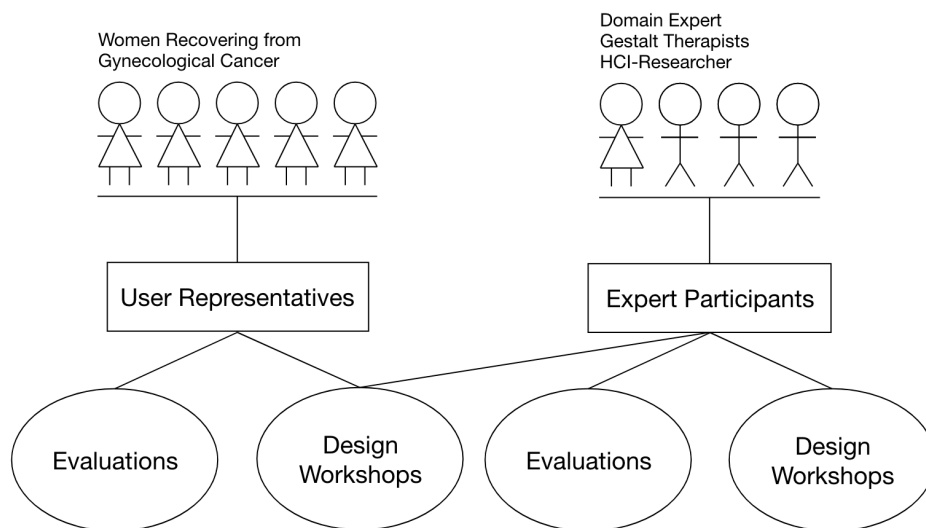 Women Recovering from
Gynecological Cancer
Domain Expert
Gestalt Therapists
HCI-Researcher
User Representatives
Expert Participants
Evaluations
Design
Workshops
Evaluations
Design
Workshops